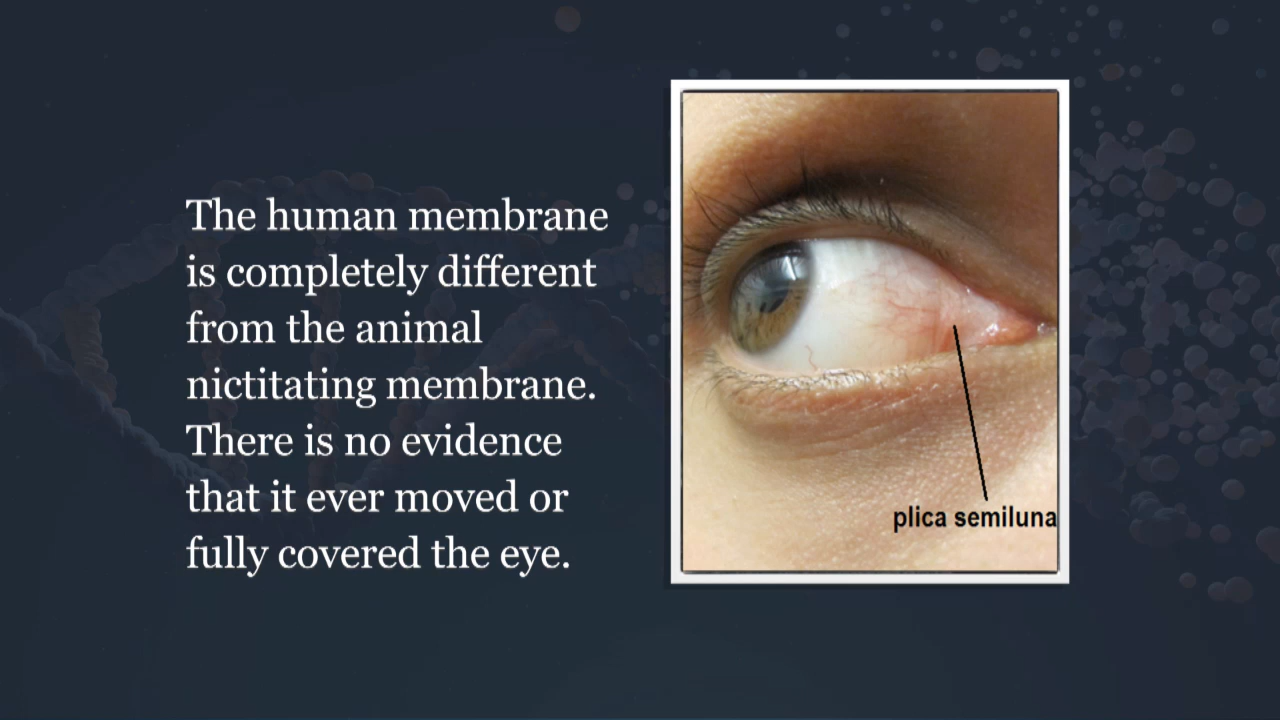 The human membrane
is completely different
from the animal
nictitating membrane.
There is no evidence
that it ever moved or
fully covered the eye.
plica semiluna